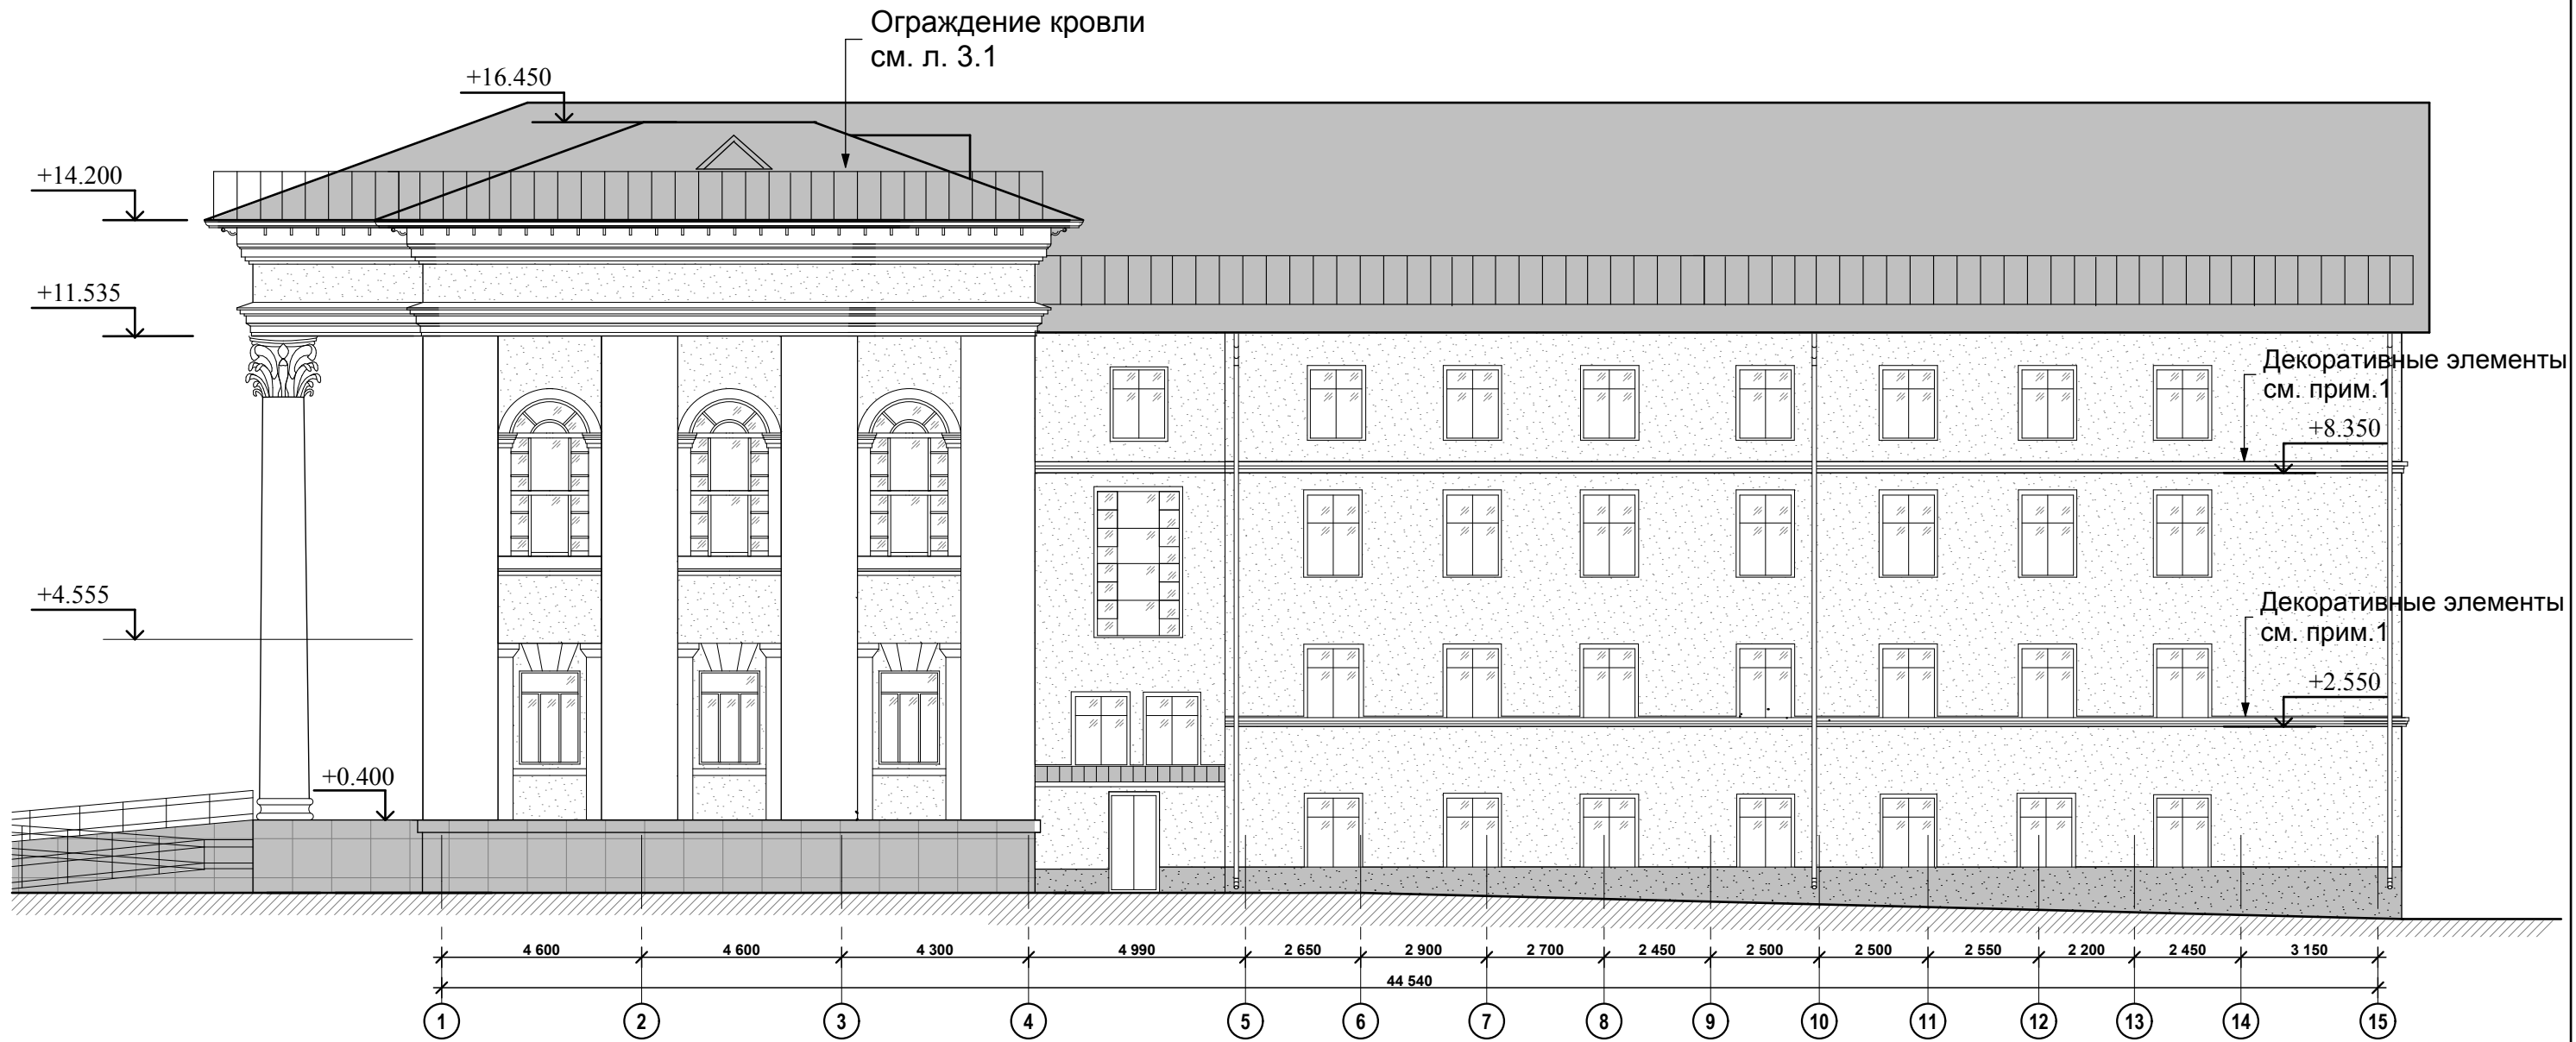 Ограждение кровли
см. л. 3.1
+16.450
+14.200
+11.535
Декоративные элементы
см. прим.1
+8.350
+4.555
Декоративные элементы
см. прим.1
+2.550
+0.400
4 600 4 600 4 300 4 990 2 650 2 900 2 700 2 450 2 500 2 500 2 550 2 200 2 450 3 150
44 540
1 2 3 4 5 6 7 8 9 10 11 12 13 14 15